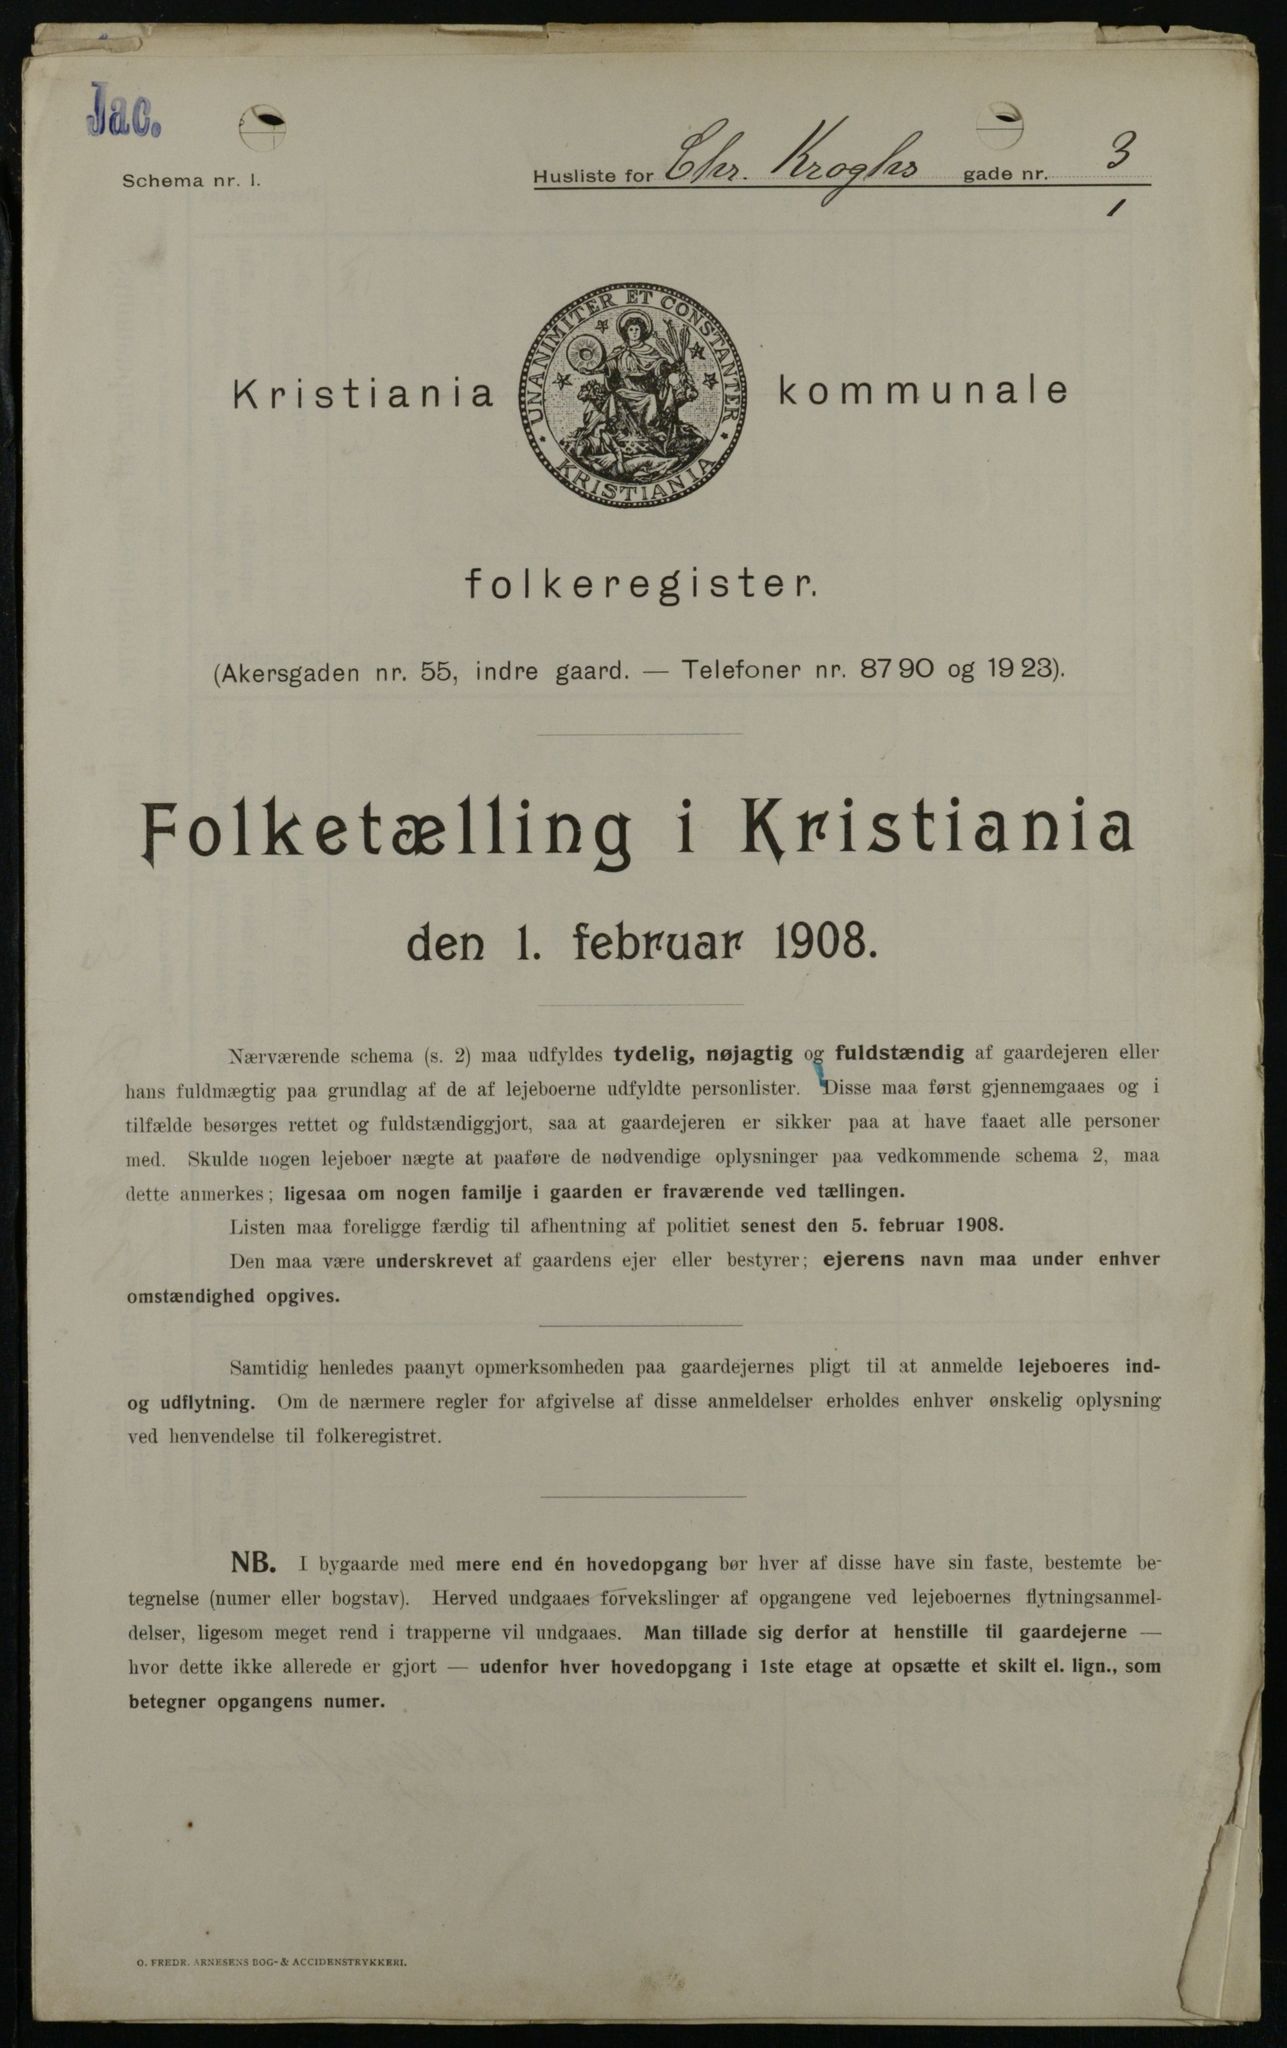 Jac.
Schema nr. 1.
Husliste for Chr. Kroghs gade nr. 3
1
Kristiania kommunale
UNANIMITER ET CONSTANTER
KRISTIANIA
folkeregister.
(Akersgaden nr. 55, indre gaard. — Telefoner nr. 87 90 og 19 23).
Folketælling i Kristiania
den 1. februar 1908.
Nærværende schema (s. 2) maa udfyldes tydelig, nøjagtig og fuldstændig af gaardejeren eller
hans fuldmægtig paa grundlag af de af lejeboerne udfyldte personlister. Disse maa først gjennemgaaes og i
tilfælde besørges rettet og fuldstændiggjort, saa at gaardejeren er sikker paa at have faaet alle personer
med. Skulde nogen lejeboer nægte at paaføre de nødvendige oplysninger paa vedkommende schema 2, maa
dette anmerkes; ligesaa om nogen familje i gaarden er fraværende ved tællingen.
Listen maa foreligge færdig til afhentning af politiet senest den 5. februar 1908.
Den maa være underskrevet af gaardens ejer eller bestyrer; ejerens navn maa under enhver
omstændighed opgives.
Samtidig henledes paanyt opmerksomheden paa gaardejernes pligt til at anmelde lejeboeres ind-
og udflytning. Om de nærmere regler for afgivelse af disse anmeldelser erholdes enhver ønskelig oplysning
ved henvendelse til folkeregistret.
NB. I bygaarde med mere end én hovedopgang bør hver af disse have sin faste, bestemte be-
tegnelse (numer eller bogstav). Herved undgaaes forvekslinger af opgangene ved lejeboernes flytningsanmel-
delser, ligesom meget rend i trapperne vil undgaaes. Man tillade sig derfor at henstille til gaardejerne —
hvor dette ikke allerede er gjort — udenfor hver hovedopgang i 1ste etage at opsætte et skilt el. lign., som
betegner opgangens numer.
O. FREDR. ARNESENS BOG- & ACCIDENSTRYKKERI.